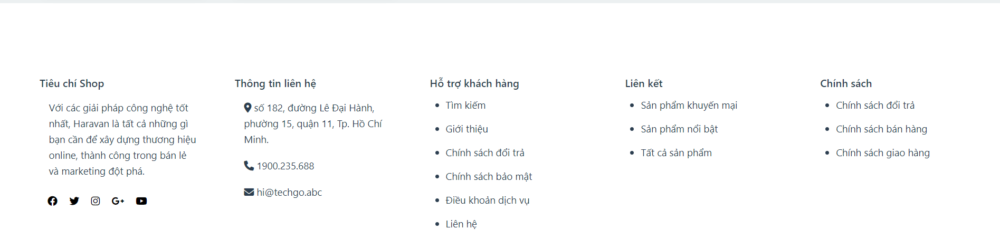 Tiêu chí Shop
Với các giải pháp công nghệ tốt
nhất, Haravan là tất cả những gì
bạn cần để xây dựng thương hiệu
online, thành công trong bán lẻ
và marketing đột phá.
Thông tin liên hệ
số 182, đường Lê Đại Hành,
phường 15, quận 11, Tp. Hồ Chí
Minh.
1900.235.688
hi@techgo.abc
Hỗ trợ khách hàng
Tìm kiếm
Giới thiệu
Chính sách đổi trả
Chính sách bảo mật
Điều khoản dịch vụ
Liên hệ
Liên kết
Sản phẩm khuyến mại
Sản phẩm nổi bật
Tất cả sản phẩm
Chính sách
Chính sách đổi trả
Chính sách bán hàng
Chính sách giao hàng